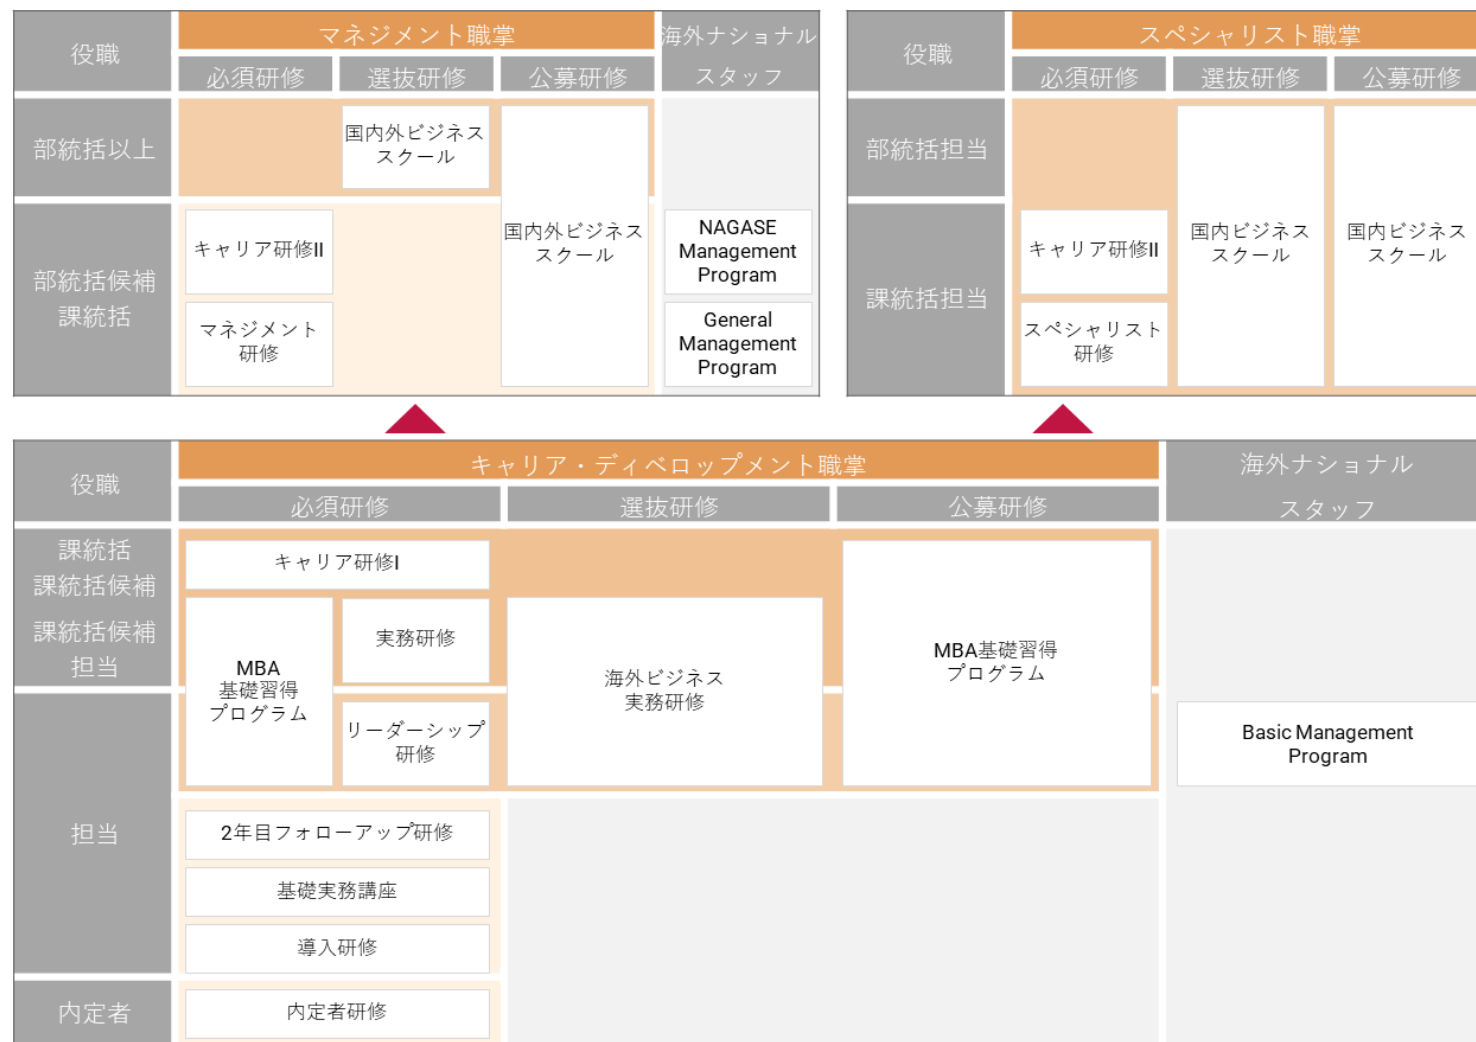 役職
マネジメント職掌
海外ナショナル
スタッフ
必須研修
選抜研修
公募研修
部統括以上
国内外ビジネス
スクール
国内外ビジネス
スクール
部統括候補
課統括
キャリア研修II
マネジメント
研修
NAGASE
Management
Program
General
Management
Program
役職
スペシャリスト職掌
必須研修
選抜研修
公募研修
部統括担当
課統括担当
キャリア研修II
スペシャリスト
研修
国内ビジネス
スクール
国内ビジネス
スクール
役職
キャリア・ディベロップメント職掌
海外ナショナル
スタッフ
必須研修
選抜研修
公募研修
課統括
課統括候補
課統括候補
担当
キャリア研修I
MBA
基礎習得
プログラム
実務研修
リーダーシップ
研修
海外ビジネス
実務研修
MBA基礎習得
プログラム
Basic Management
Program
担当
2年目フォローアップ研修
基礎実務講座
導入研修
内定者
内定者研修